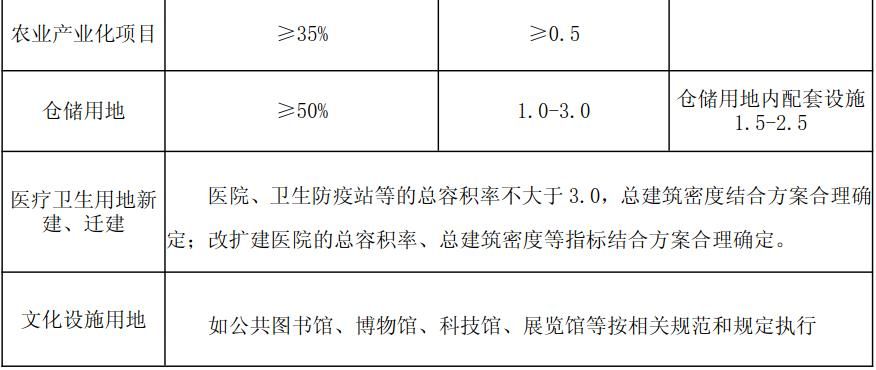 农业产业化项目 ≥35% ≥0.5
仓储用地 ≥50% 1.0-3.0 仓储用地内配套设施
1.5-2.5
医疗卫生用地新
建、迁建
医院、卫生防疫站等的总容积率不大于 3.0，总建筑密度结合方案合理确
定；改扩建医院的总容积率、总建筑密度等指标结合方案合理确定。
文化设施用地
如公共图书馆、博物馆、科技馆、展览馆等按相关规范和规定执行